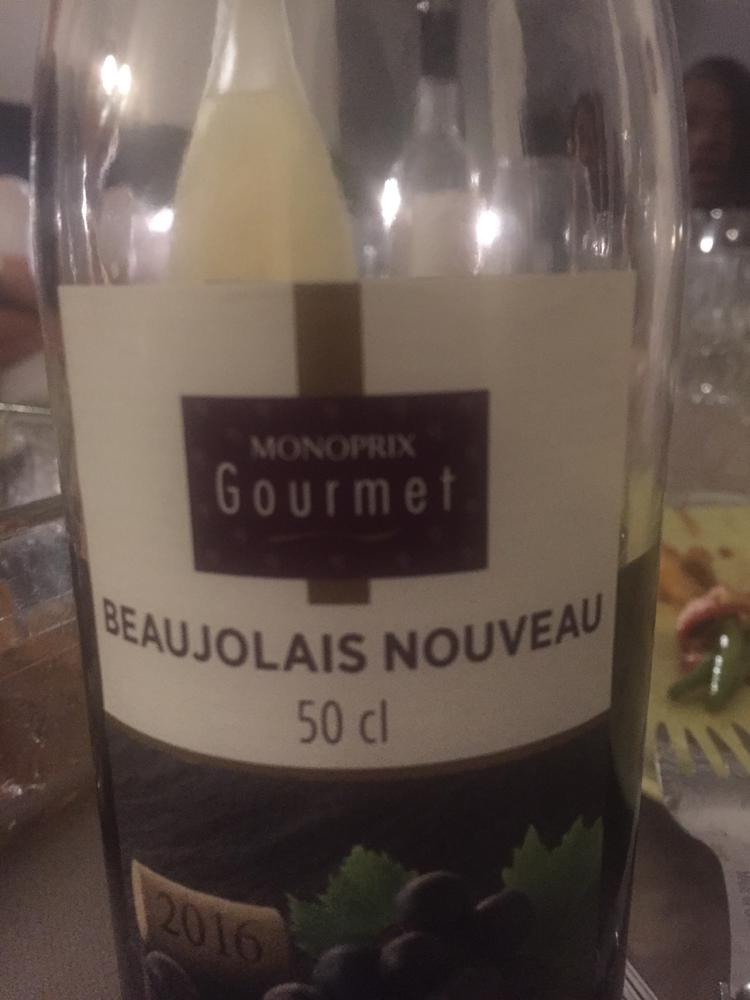 MONOPRIX
Gourmet
BEAUJOLAIS NOUVEAU
50 cl
2016